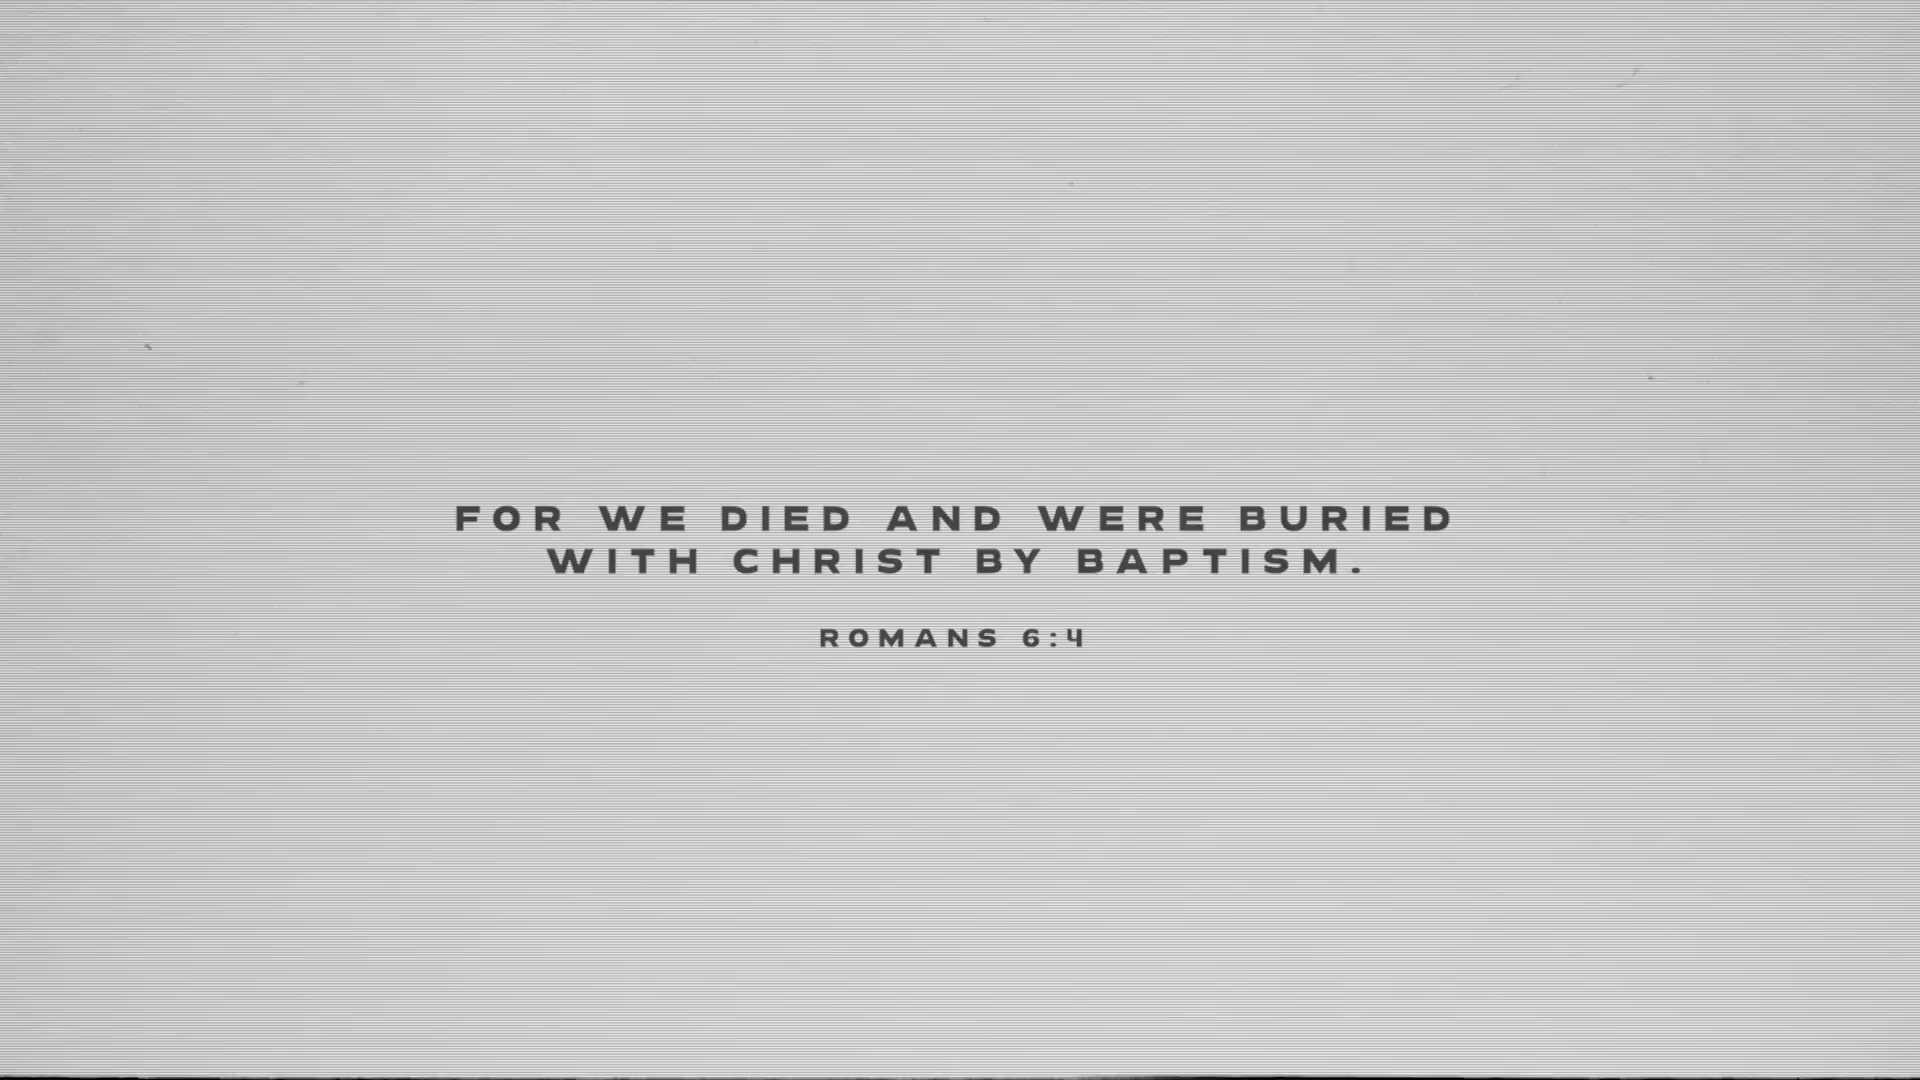 FOR WE DIED AND WERE BURIED
WITH CHRIST BY BAPTISM.
ROMANS 6:4